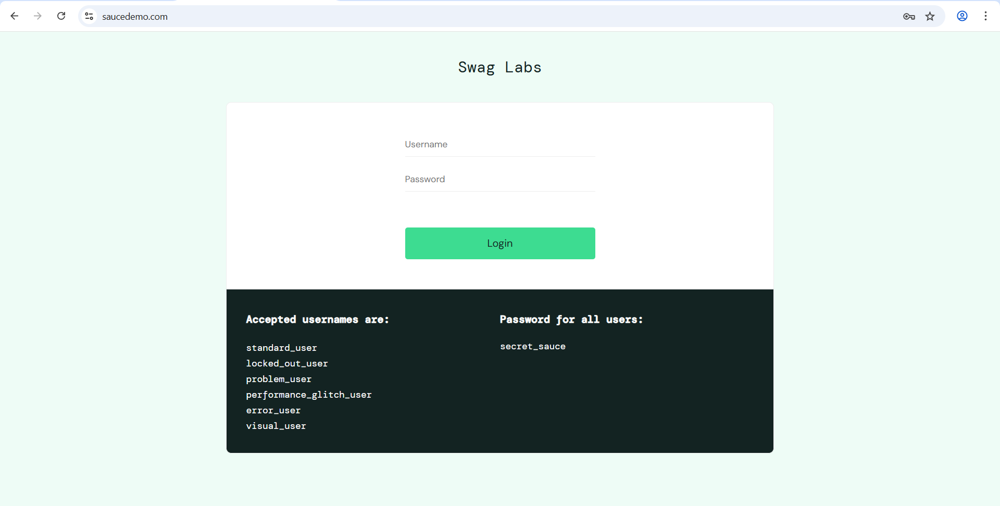 saucedemo.com
Swag Labs
Username
Password
Login
Accepted usernames are:
standard_user
locked_out_user
problem_user
performance_glitch_user
error_user
visual_user
Password for all users:
secret_sauce